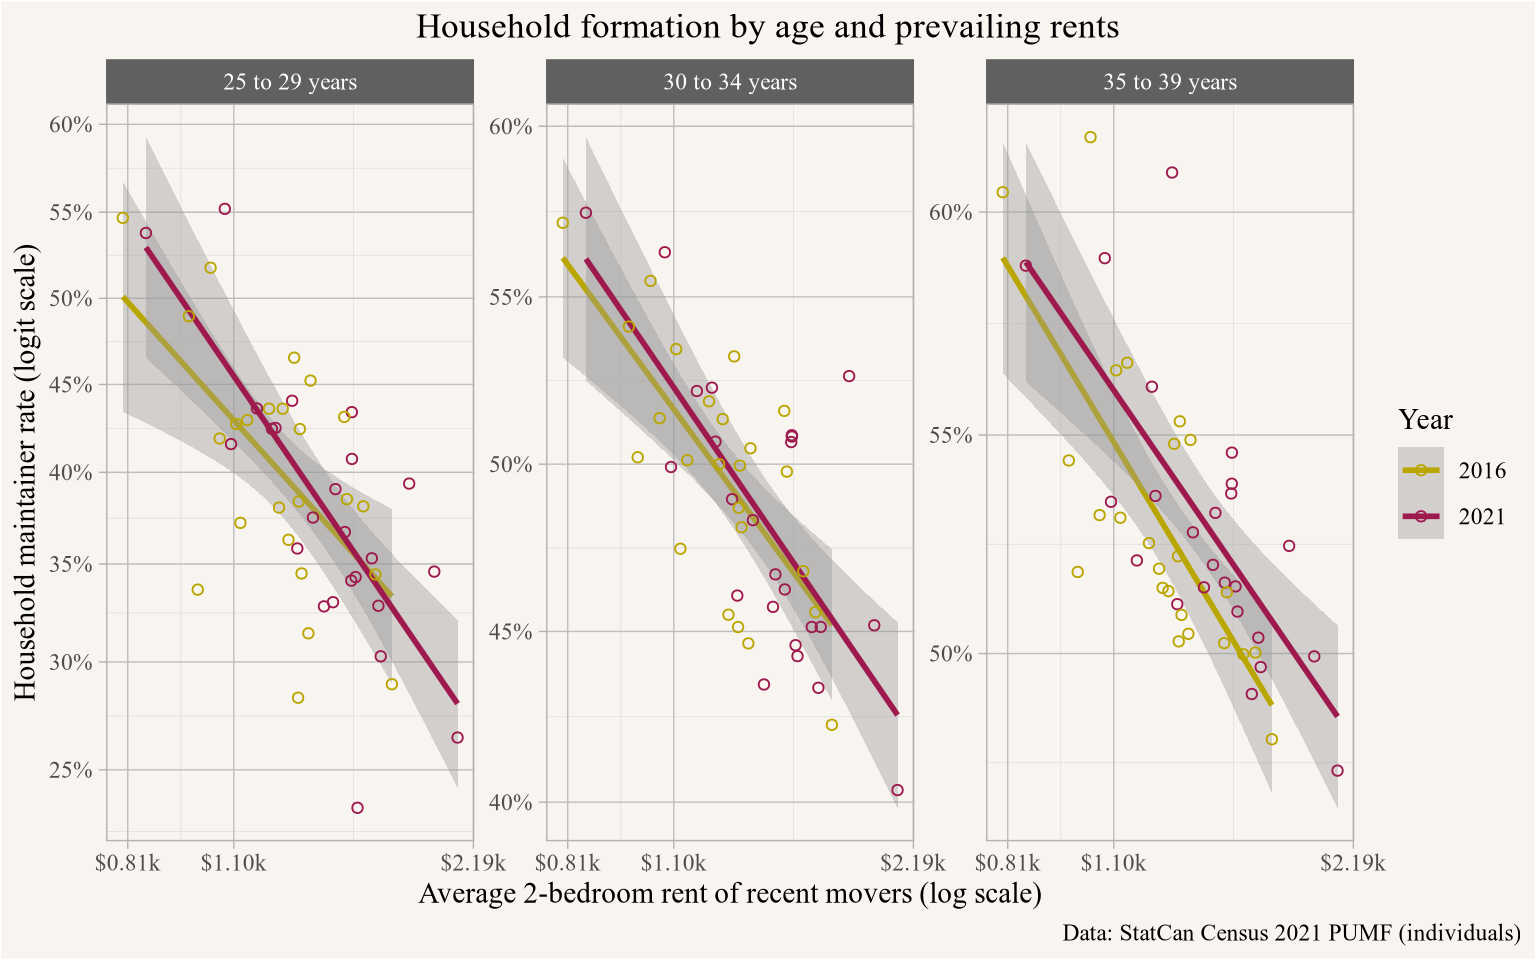 Household formation by age and prevailing rents
25 to 29 years
30 to 34 years
35 to 39 years
Household maintainer rate (logit scale)
60%
55%
50%
45%
40%
35%
30%
25%
60%
55%
50%
45%
40%
60%
55%
50%
$0.81k
$1.10k
$2.19k
$0.81k
$1.10k
$2.19k
$0.81k
$1.10k
$2.19k
Average 2-bedroom rent of recent movers (log scale)
Year
2016
2021
Data: StatCan Census 2021 PUMF (individuals)